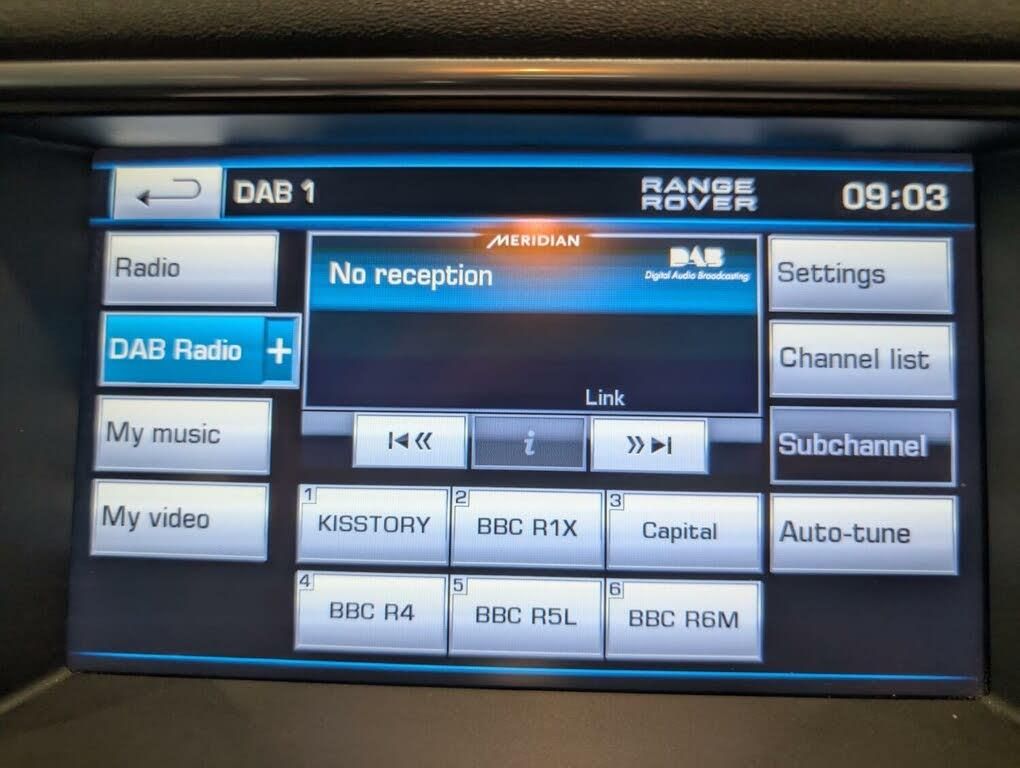 DAB 1
RANGE ROVER
09:03
Radio
DAB Radio +
My music
My video
MERIDIAN
No reception
DAB
Digital Audio Broadcasting
Link
i
Settings
Channel list
Subchannel
Auto-tune
1 KISSTORY
2 BBC R1X
3 Capital
4 BBC R4
5 BBC R5L
6 BBC R6M